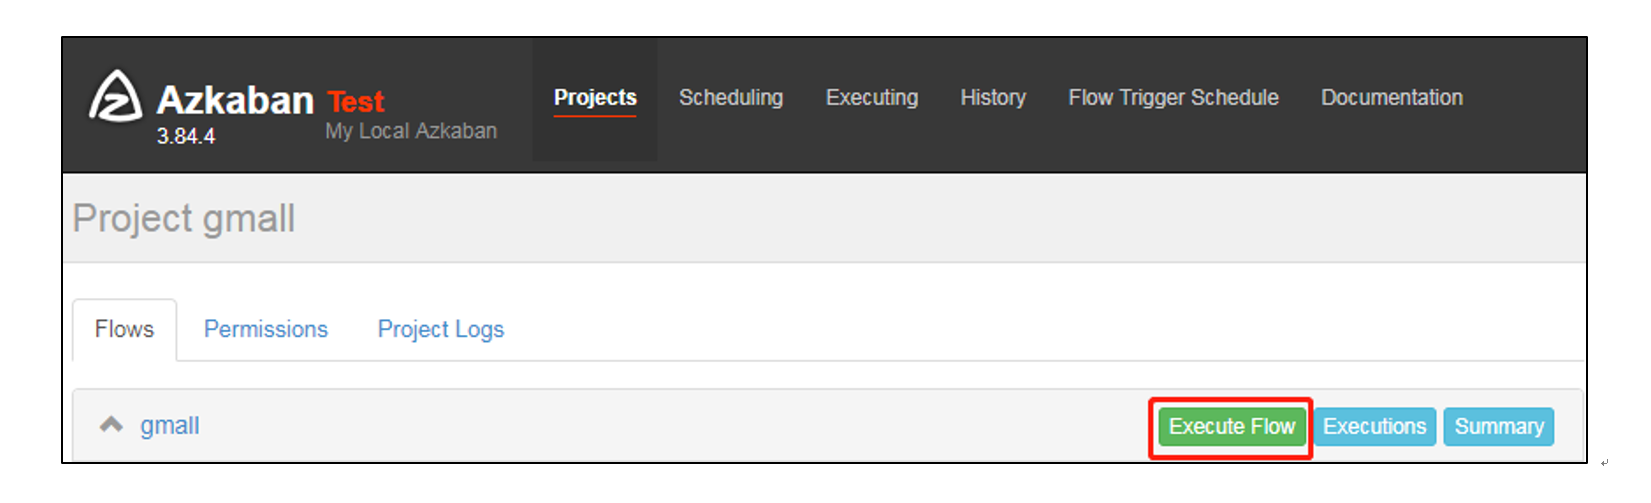 Azkaban Test
3.84.4 My Local Azkaban
Projects Scheduling Executing History Flow Trigger Schedule Documentation
Project gmall
Flows Permissions Project Logs
gmall Execute Flow Executions Summary